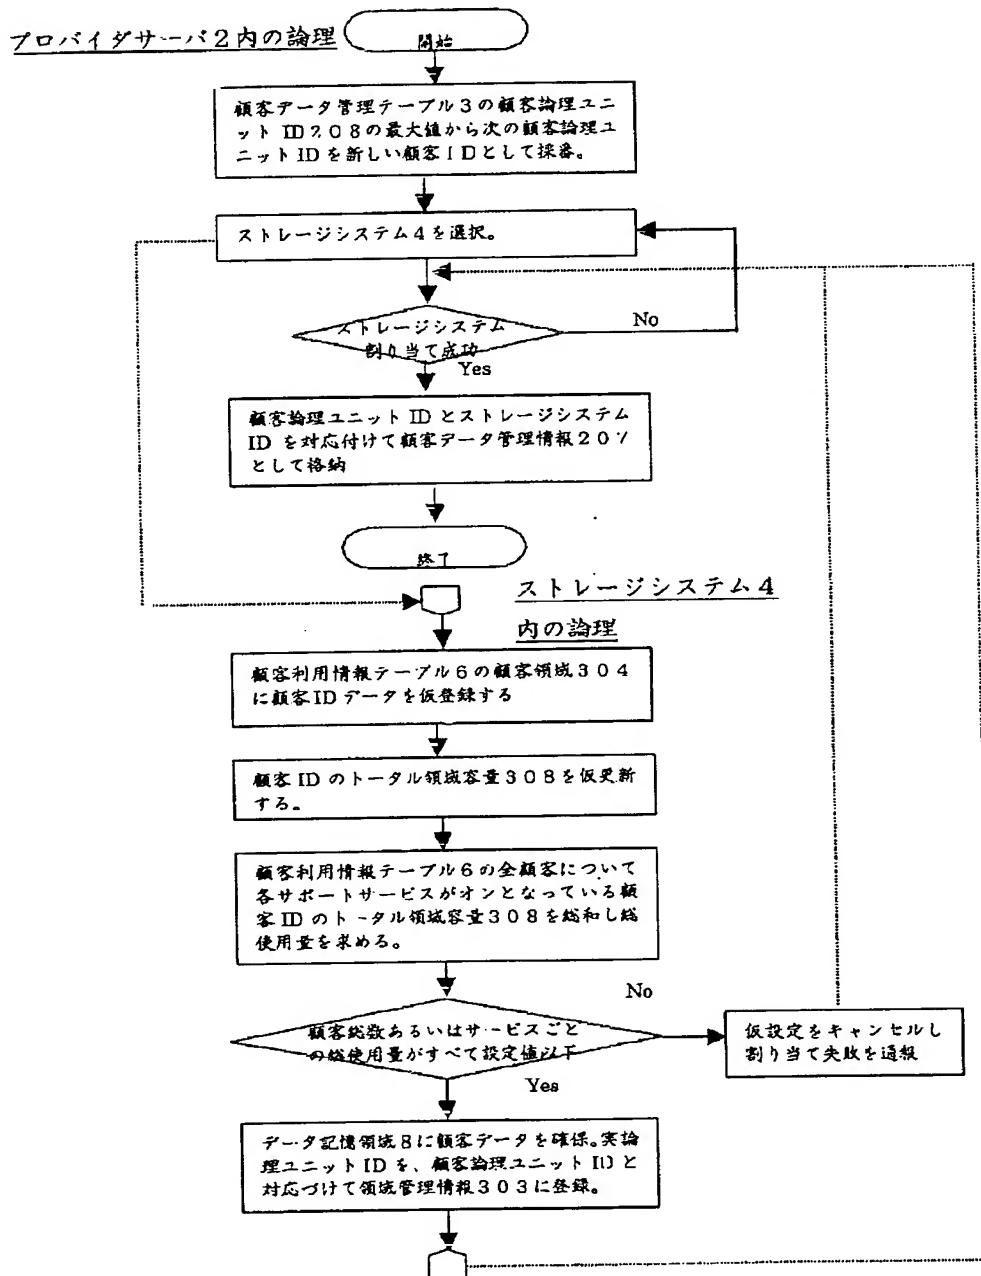 プロバイダサーバ2内の論理
開始
顧客データ管理テーブル3の顧客論理ユニ
ット ID208の最大値から次の顧客論理ユ
ニット IDを新しい顧客IDとして採番。
ストレージシステム4を選択。
ストレージシステム
割り当て成功
No
Yes
顧客論理ユニット IDとストレージシステム
ID を対応付けて顧客データ管理情報207
として格納
終了
ストレージシステム4
内の論理
顧客利用情報テーブル6の顧客領域304
に顧客IDデータを仮登録する
顧客IDのトータル領域容量308を仮更新
する。
顧客利用情報テーブル6の全顧客について
各サポートサービスがオンとなっている顧
客IDのトータル領域容量308を総和し総
使用量を求める。
No
顧客総数あるいはサービスごと
の総使用量がすべて設定値以下
仮設定をキャンセルし
割り当て失敗を通報
Yes
データ記憶領域8に顧客データを確保。実論
理ユニットIDを、顧客論理ユニットIDと
対応づけて領域管理情報303に登録。